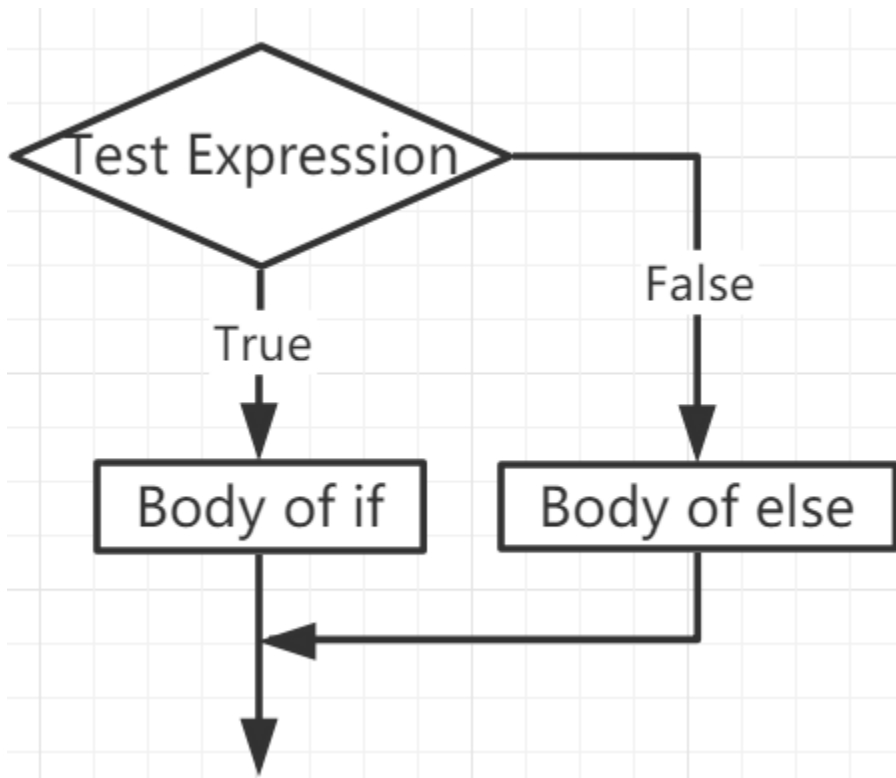 Test Expression
False
True
Body of if
Body of else